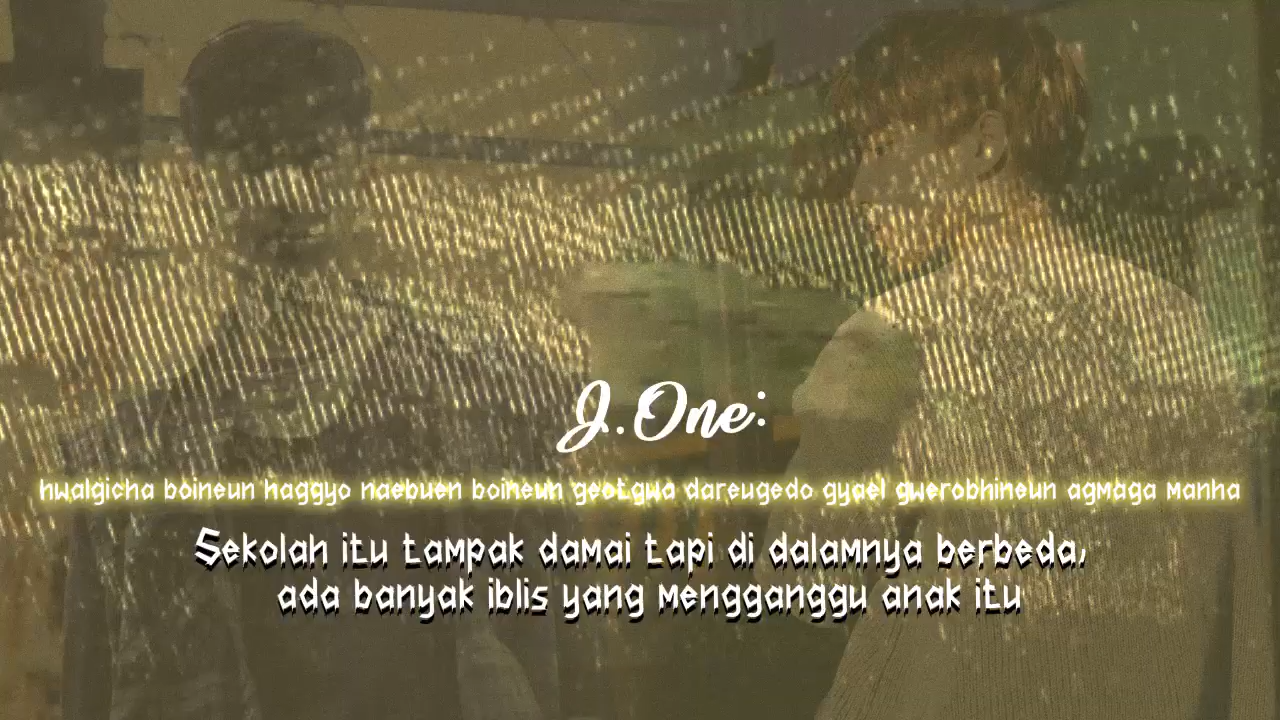 J.One:
hwalgicha boineun haggyo naebuen boineun geotgwa dareugedo gyael gwerobhineun agmaga manha
Sekolah itu tampak damai tapi di dalamnya berbeda,
ada banyak iblis yang mengganggu anak itu